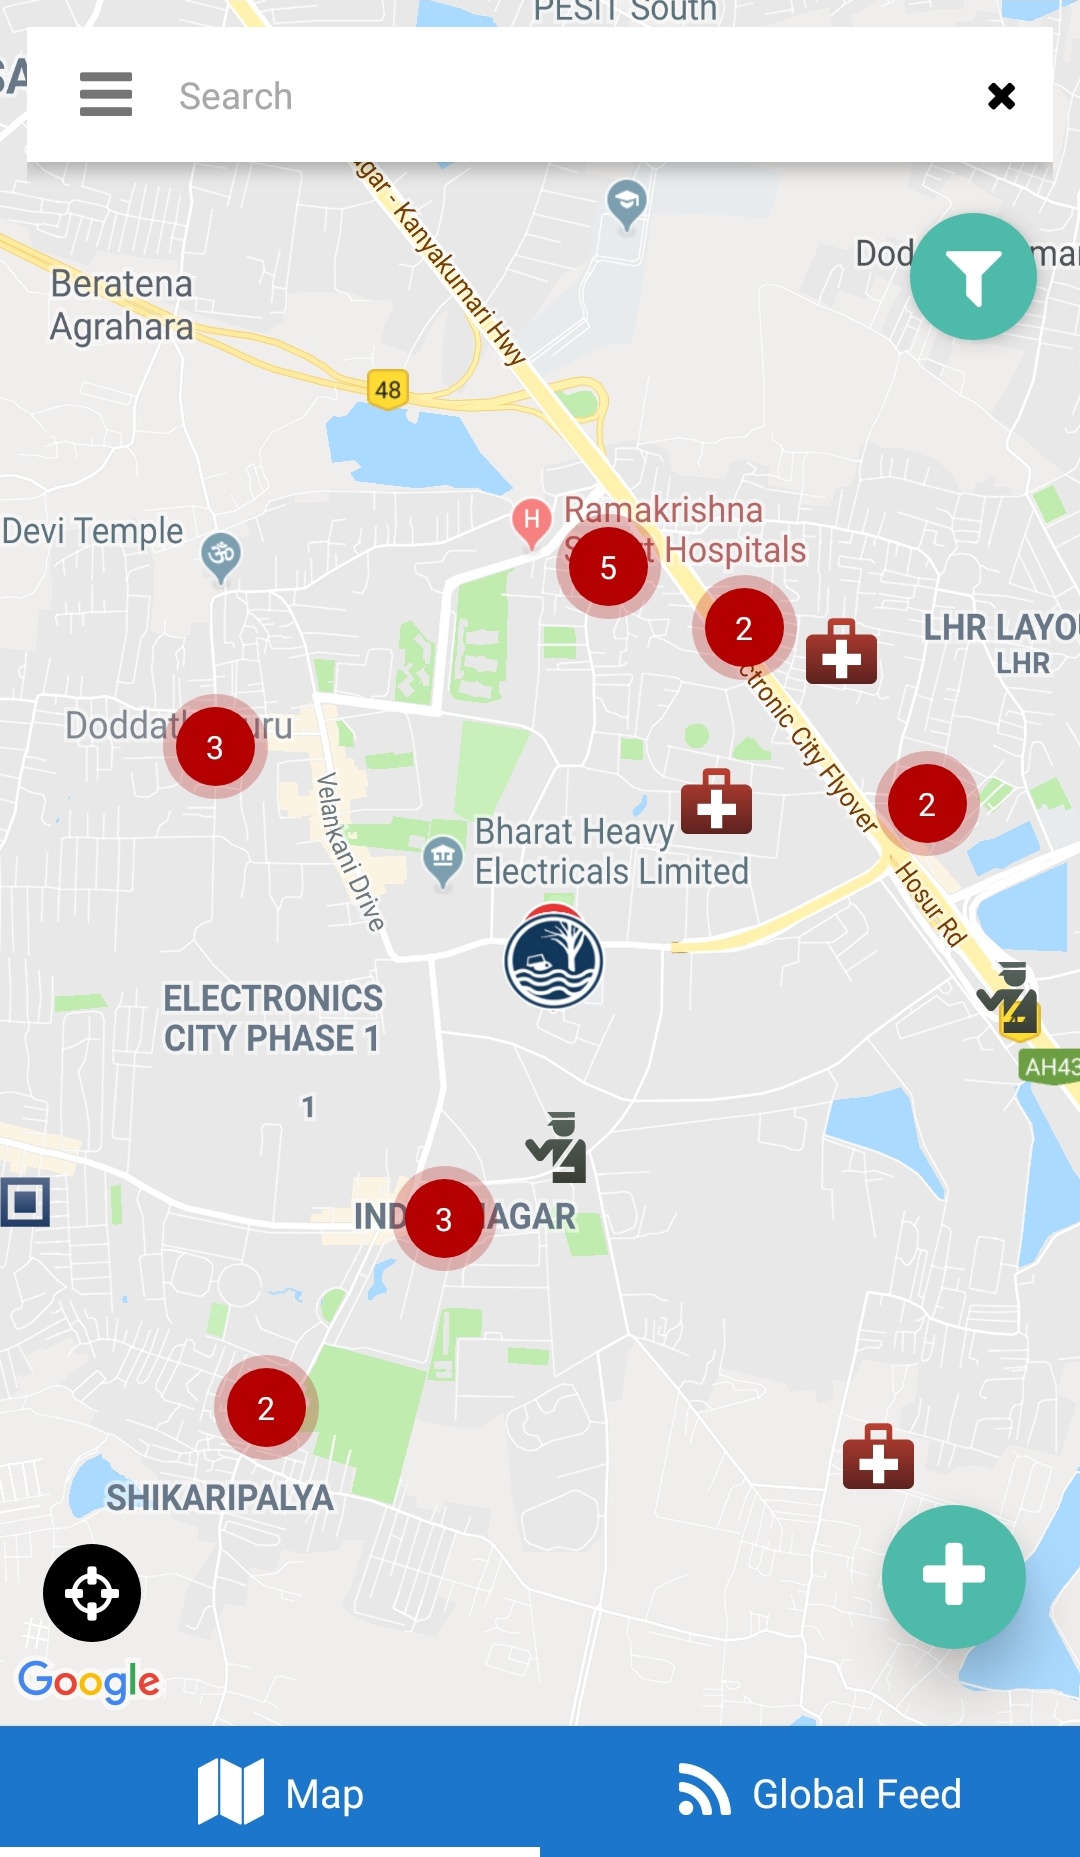 PESIT South
SA
Search
gar - Kanyakumari Hwy
Beratena
Agrahara
Dod
mar
48
Devi Temple
H
Ramakrishna
Hospitals
5
2
LHR LAYOU
LHR
Doddat
uru
3
ctronic City Flyover
2
Velankani Drive
Bharat Heavy
Electricals Limited
Hosur Rd
ELECTRONICS
CITY PHASE 1
1
AH43
IND
AGAR
3
2
SHIKARIPALYA
Google
Map
Global Feed